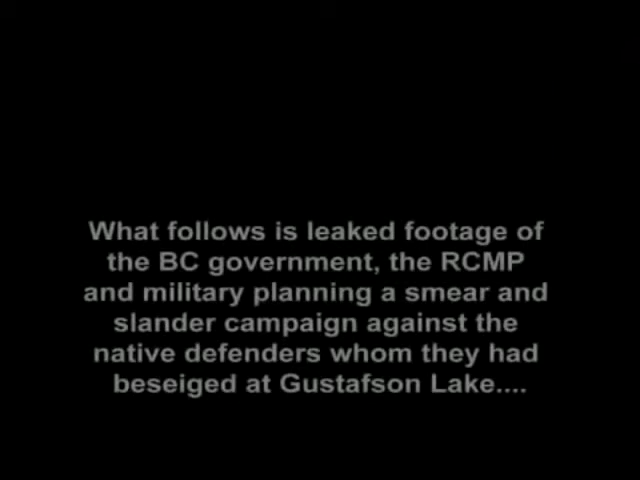 What follows is leaked footage of
the BC government, the RCMP
and military planning a smear and
slander campaign against the
native defenders whom they had
beseiged at Gustafson Lake....